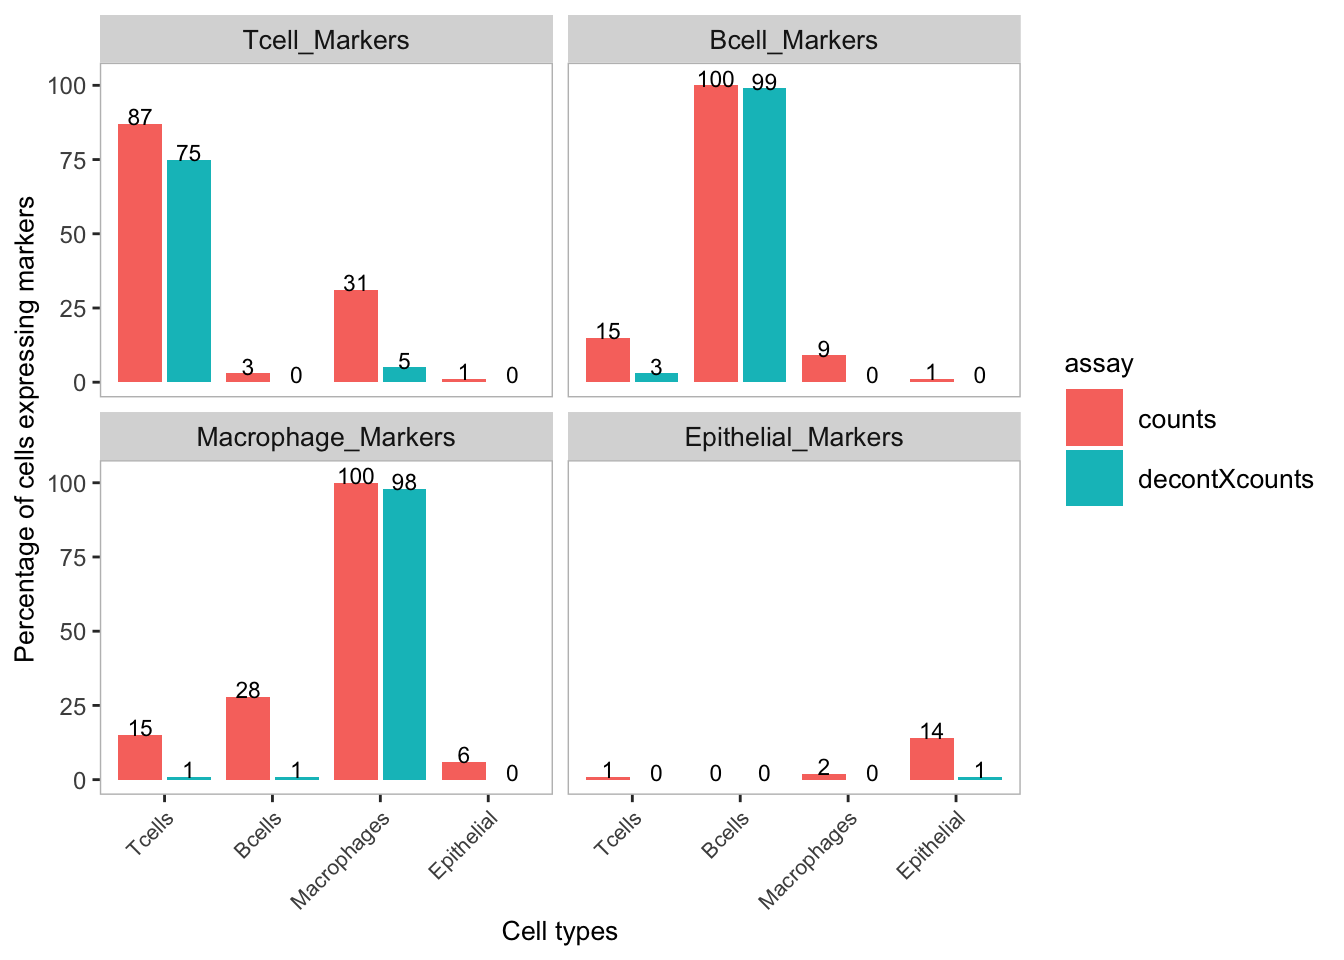 Tcell_Markers
Bcell_Markers
Percentage of cells expressing markers
100
75
50
25
0
87
75
3
0
31
5
1
0
15
3
100
99
9
0
1
0
Macrophage_Markers
Epithelial_Markers
100
75
50
25
0
15
1
28
1
100
98
6
0
1
0
0
0
2
0
14
1
Tcells
Bcells
Macrophages
Epithelial
Tcells
Bcells
Macrophages
Epithelial
Cell types
assay
counts
decontXcounts